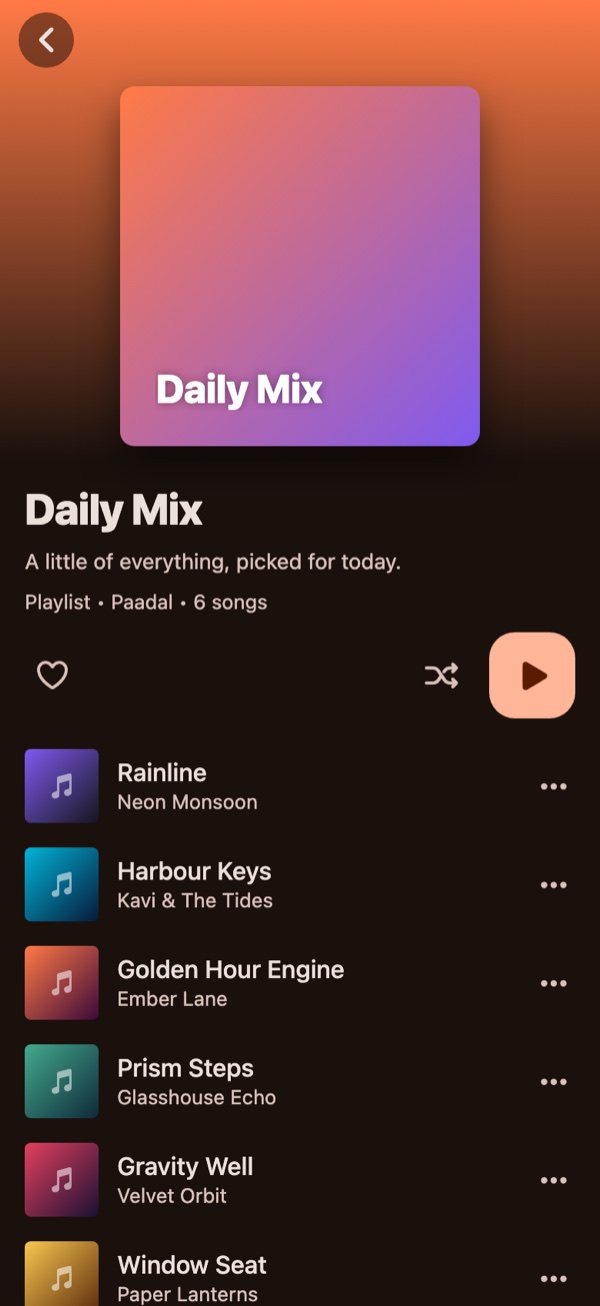 Daily Mix
Daily Mix
A little of everything, picked for today.
Playlist • Paadal • 6 songs
Rainline
Neon Monsoon
Harbour Keys
Kavi & The Tides
Golden Hour Engine
Ember Lane
Prism Steps
Glasshouse Echo
Gravity Well
Velvet Orbit
Window Seat
Paper Lanterns